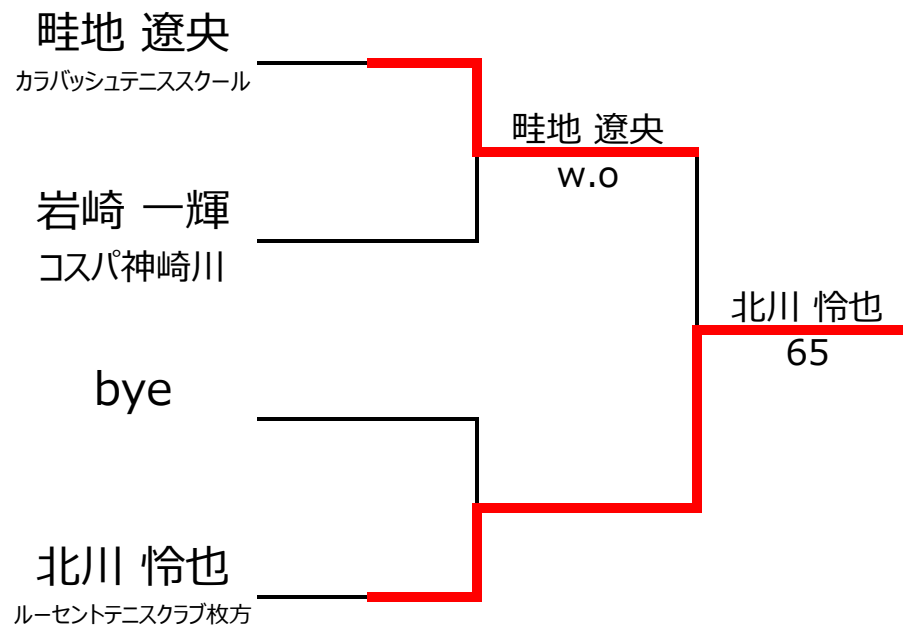 畦地 遼央
カラバッシュテニススクール
畦地 遼央
w.o
岩崎 一輝
コスパ神崎川
北川 怜也
65
bye
北川 怜也
ルーセントテニスクラブ枚方